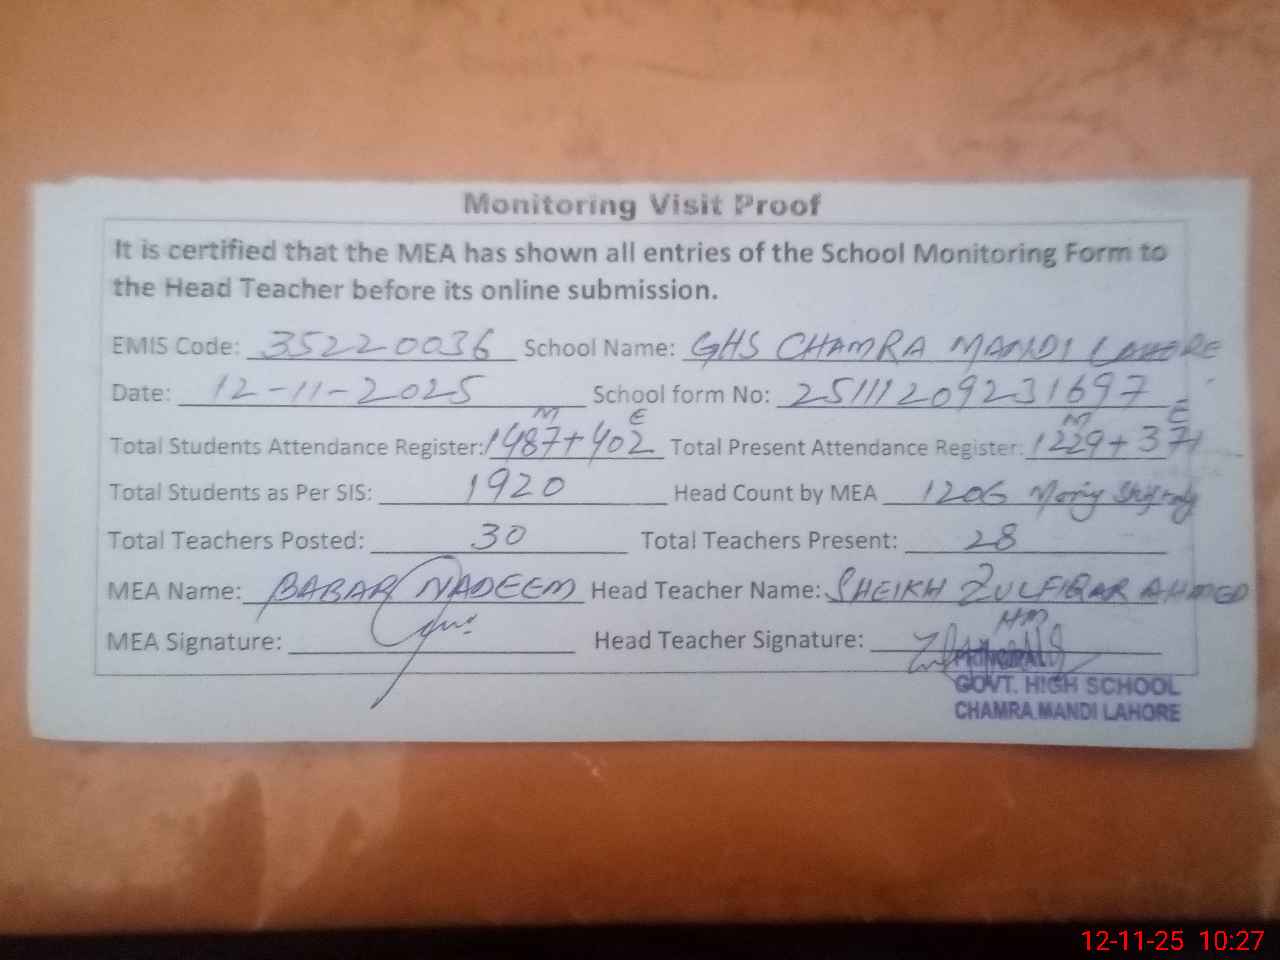 Monitoring Visit Proof
It is certified that the MEA has shown all entries of the School Monitoring Form to
the Head Teacher before its online submission.
EMIS Code: 35220036 School Name: GHS CHAMRA MANDI LAHORE
Date: 12-11-2025 School form No: 25111209231697
M E M E
Total Students Attendance Register: 1487+402 Total Present Attendance Register: 1229+371
Total Students as Per SIS: 1920 Head Count by MEA 1206
Total Teachers Posted: 30 Total Teachers Present: 28
MEA Name: BABAR NADEEM Head Teacher Name: SHEIKH ZULFIQAR AHMED
HM
MEA Signature: Head Teacher Signature:
GOVT. HIGH SCHOOL
CHAMRA MANDI LAHORE
12-11-25 10:27